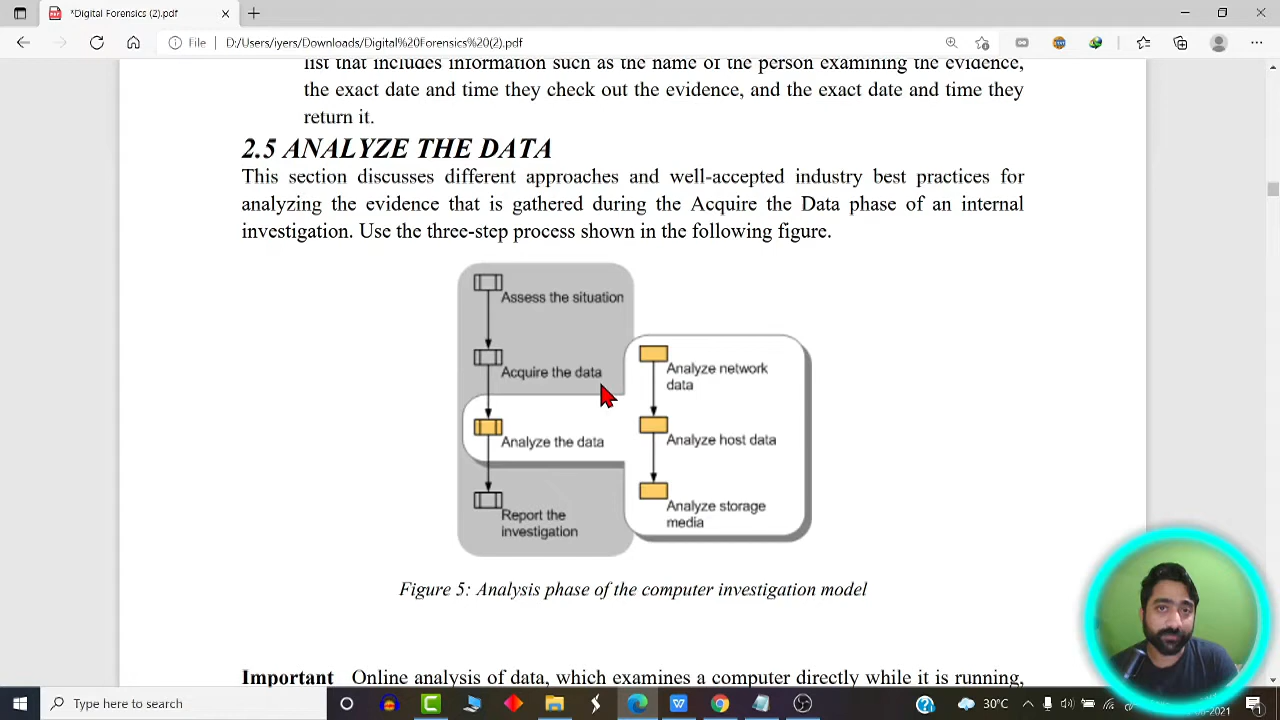 *Digital Forensics (2).pdf
File
D:/Users/iyers/Downloads/Digital%20Forensics%20(2).pdf
list that includes information such as the name of the person examining the evidence,
the exact date and time they check out the evidence, and the exact date and time they
return it.
2.5 ANALYZE THE DATA
This section discusses different approaches and well-accepted industry best practices for
analyzing the evidence that is gathered during the Acquire the Data phase of an internal
investigation. Use the three-step process shown in the following figure.
Assess the situation
Acquire the data
Analyze the data
Report the
investigation
Analyze network
data
Analyze host data
Analyze storage
media
Figure 5: Analysis phase of the computer investigation model
Important Online analysis of data, which examines a computer directly while it is running,
Type here to search
30°C